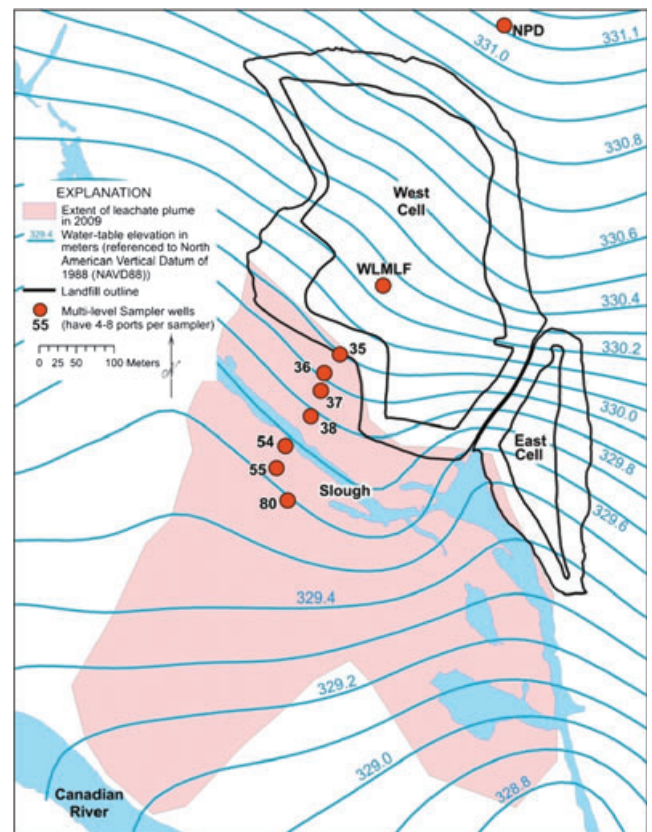 NPD
331.0
331.1
330.8
West
Cell
EXPLANATION
Extent of leachate plume
in 2009
329.4
Water-table elevation in
meters (referenced to North
American Vertical Datum of
1988 (NAVD88))
Landfill outline
Multi-level Sampler wells
55
(have 4-8 ports per sampler)
0 25 50 100 Meters
N
330.6
WLMLF
330.4
330.2
35
36
37
38
330.0
East
Cell
329.8
329.6
54
55
Slough
80
329.4
329.2
329.0
328.8
Canadian
River